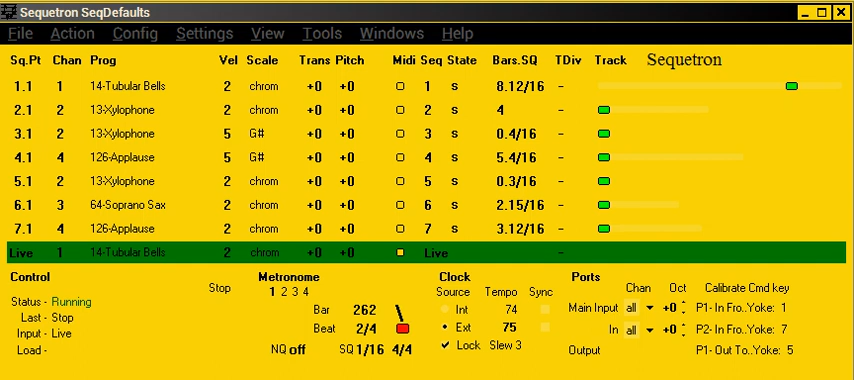 Sequetron SeqDefaults
File Action Config Settings View Tools Windows Help
Sq.Pt Chan Prog Vel Scale Trans Pitch Midi Seq State Bars.SQ TDiv Track Sequetron
1.1 1 14-Tubular Bells 2 chrom +0 +0 1 s 8.12/16 -
2.1 2 13-Xylophone 2 chrom +0 +0 2 s 4 -
3.1 2 13-Xylophone 5 G# +0 +0 3 s 0.4/16 -
4.1 4 126-Applause 5 G# +0 +0 4 s 5.4/16 -
5.1 2 13-Xylophone 2 chrom +0 +0 5 s 0.3/16 -
6.1 3 64-Soprano Sax 2 chrom +0 +0 6 s 2.15/16 -
7.1 4 126-Applause 2 chrom +0 +0 7 s 3.12/16 -
Live 1 14-Tubular Bells 2 chrom +0 +0 Live -
Control Metronome Clock Ports
Stop 1 2 3 4 Source Tempo Sync Chan Oct Calibrate Cmd key
Status - Running Bar 262 Int 74 Main Input all +0 P1- In Fro..Yoke: 1
Last - Stop
Input - Live Beat 2/4 Ext 75 In all +0 P2- In Fro..Yoke: 7
Load - NQ off SQ 1/16 4/4 Lock Slew 3 Output P1- Out To..Yoke: 5